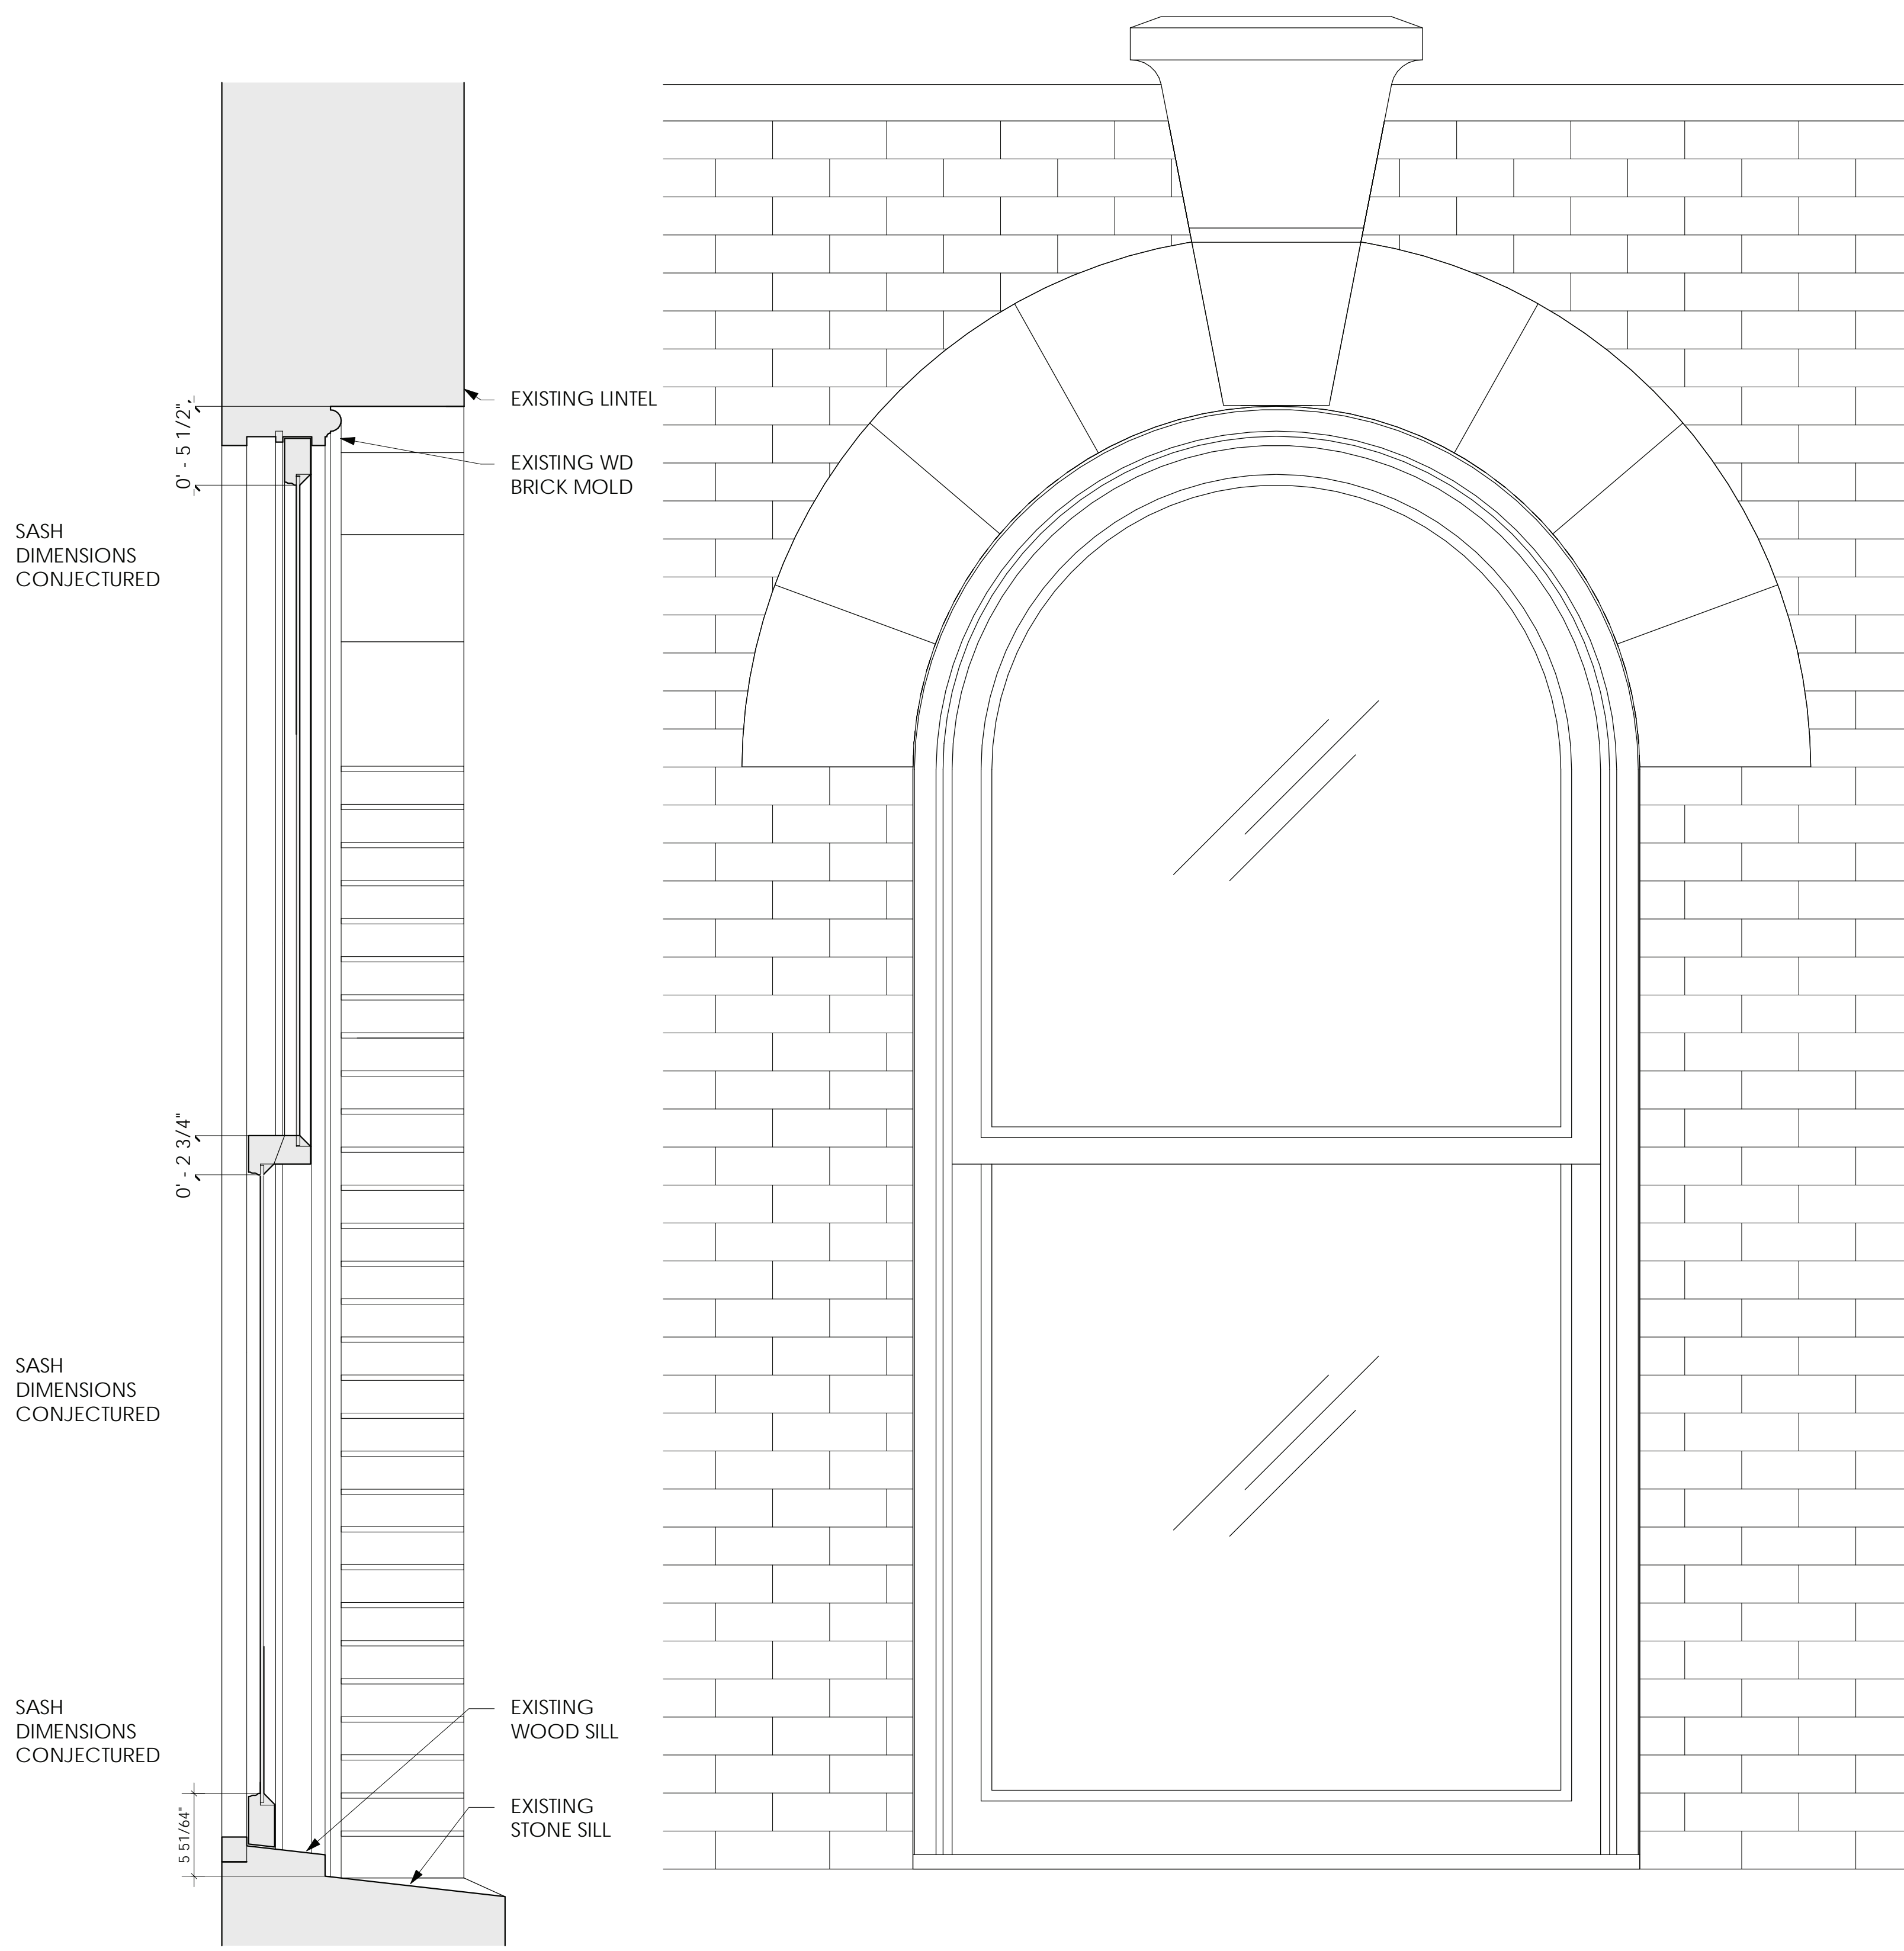 0' - 5 1/2"
EXISTING LINTEL
EXISTING WD
BRICK MOLD
SASH
DIMENSIONS
CONJECTURED
0' - 2 3/4"
SASH
DIMENSIONS
CONJECTURED
SASH
DIMENSIONS
CONJECTURED
EXISTING
WOOD SILL
5 51/64"
EXISTING
STONE SILL